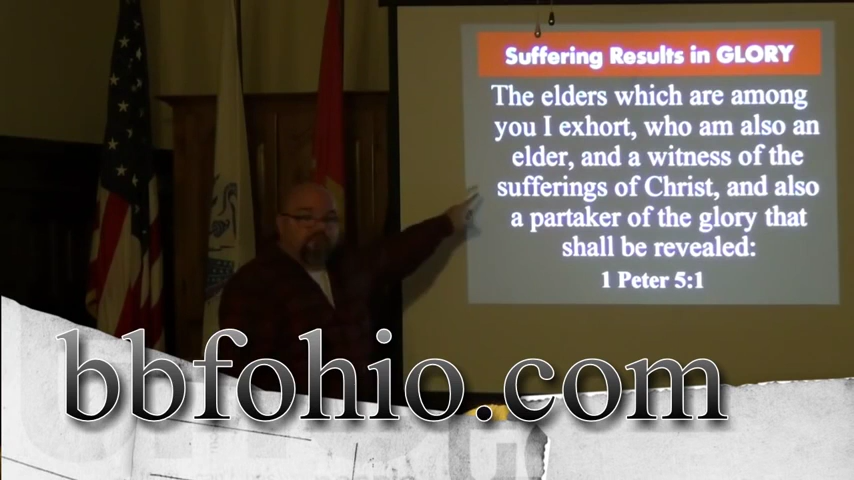 Suffering Results in GLORY
The elders which are among
you I exhort, who am also an
elder, and a witness of the
sufferings of Christ, and also
a partaker of the glory that
shall be revealed:
1 Peter 5:1
bbfohio.com